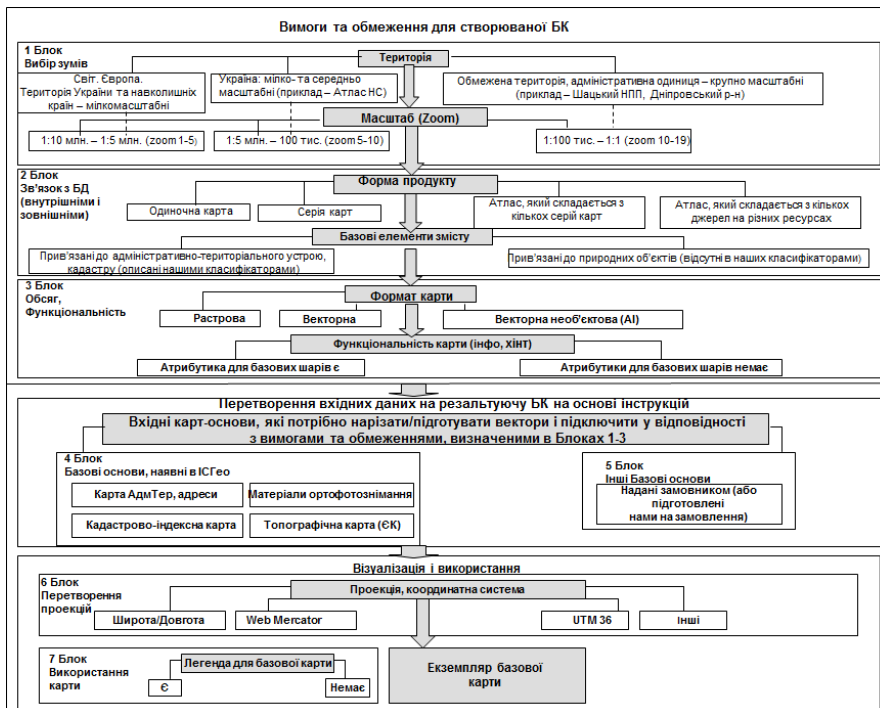 Вимоги та обмеження для створюваної БК
1 Блок
Вибір зумів
Територія
Світ. Європа.
Територія України та навколишніх
країн – мілкомасштабні
Україна: мілко- та середньо
масштабні (приклад – Атлас НС)
Обмежена територія, адміністративна одиниця – крупно масштабні
(приклад – Шацький НПП, Дніпровський р-н)
Масштаб (Zoom)
1:10 млн. – 1:5 млн. (zoom 1-5)
1:5 млн. – 100 тис. (zoom 5-10)
1:100 тис. – 1:1 (zoom 10-19)
2 Блок
Зв'язок з БД
(внутрішніми і
зовнішніми)
Форма продукту
Одиночна карта
Серія карт
Атлас, який складається з
кількох серій карт
Атлас, який складається з кількох
джерел на різних ресурсах
Базові елементи змісту
Прив'язані до адміністративно-територіального устрою,
кадастру (описані нашими класифікаторами)
Прив'язані до природних об'єктів (відсутні в наших класифікаторами)
3 Блок
Обсяг,
Функціональність
Формат карти
Растрова
Векторна
Векторна необ'єктова (АІ)
Функціональність карти (інфо, хінт)
Атрибутика для базових шарів є
Атрибутики для базових шарів немає
Перетворення вхідних даних на резальтуючу БК на основі інструкцій
Вхідні карт-основи, які потрібно нарізати/підготувати вектори і підключити у відповідності
з вимогами та обмеженнями, визначеними в Блоках 1-3
4 Блок
Базові основи, наявні в ІСГео
Карта АдмТер, адреси
Матеріали ортофотознімання
Кадастрово-індексна карта
Топографічна карта (ЄК)
5 Блок
Інші Базові основи
Надані замовником (або
підготовлені
нами на замовлення)
Візуалізація і використання
6 Блок
Перетворення
проекцій
Проекція, координатна система
Широта/Довгота
Web Mercator
UTM 36
Інші
7 Блок
Використання
карти
Легенда для базової карти
Є
Немає
Екземпляр базової
карти